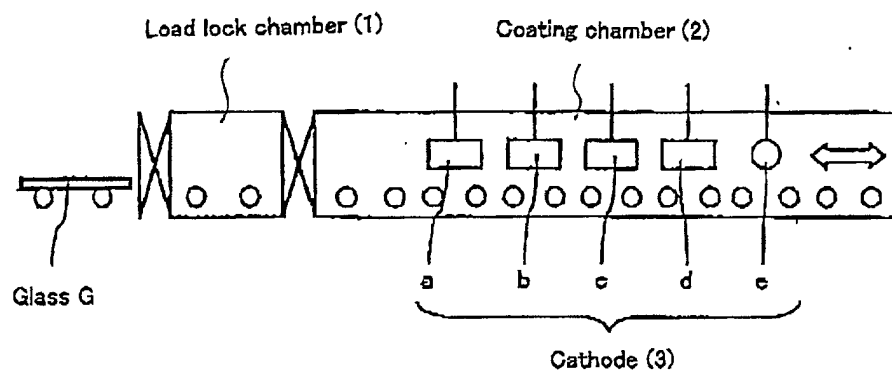 Load lock chamber (1)
Coating chamber (2)
a b c d e
Glass G
Cathode (3)